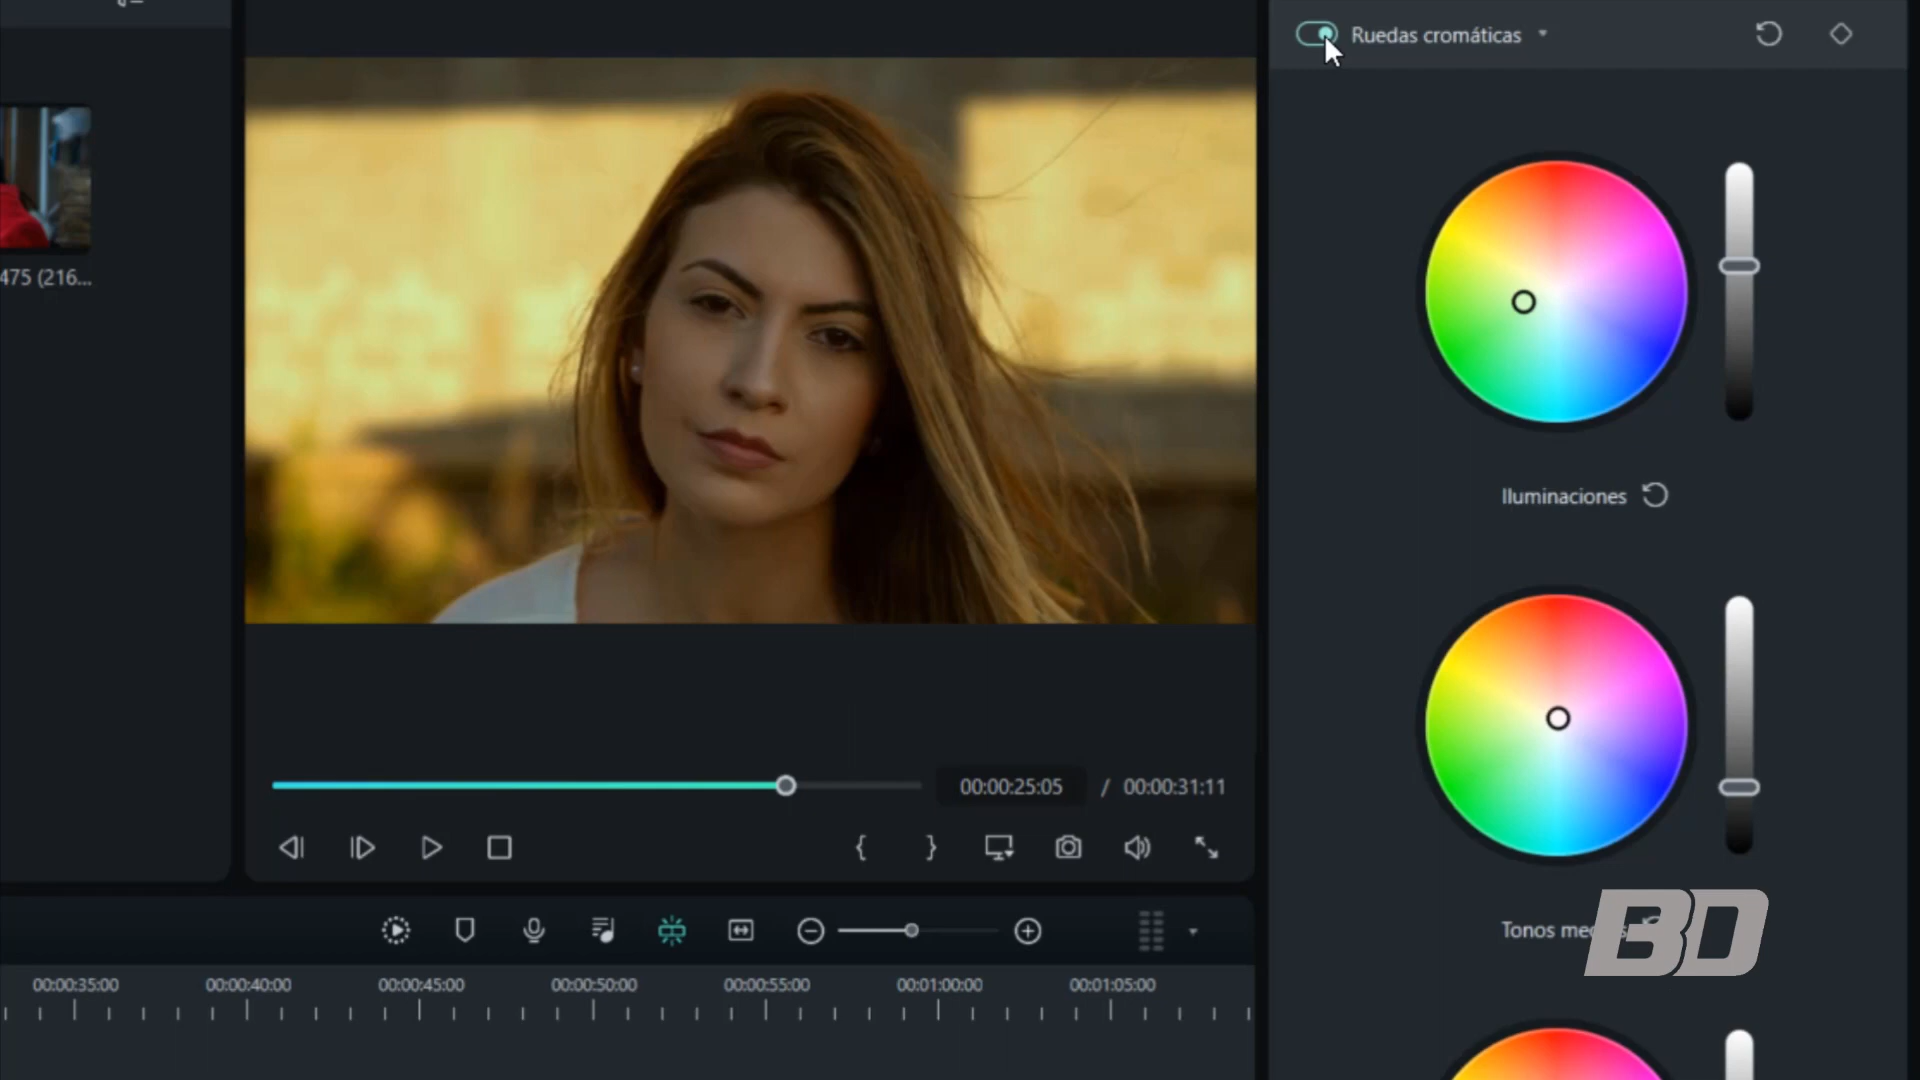 Ruedas cromáticas
475 (216...
Iluminaciones
00:00:25:05 / 00:00:31:11
Tonos
BD
00:00:35:00 00:00:40:00 00:00:45:00 00:00:50:00 00:00:55:00 00:01:00:00 00:01:05:00